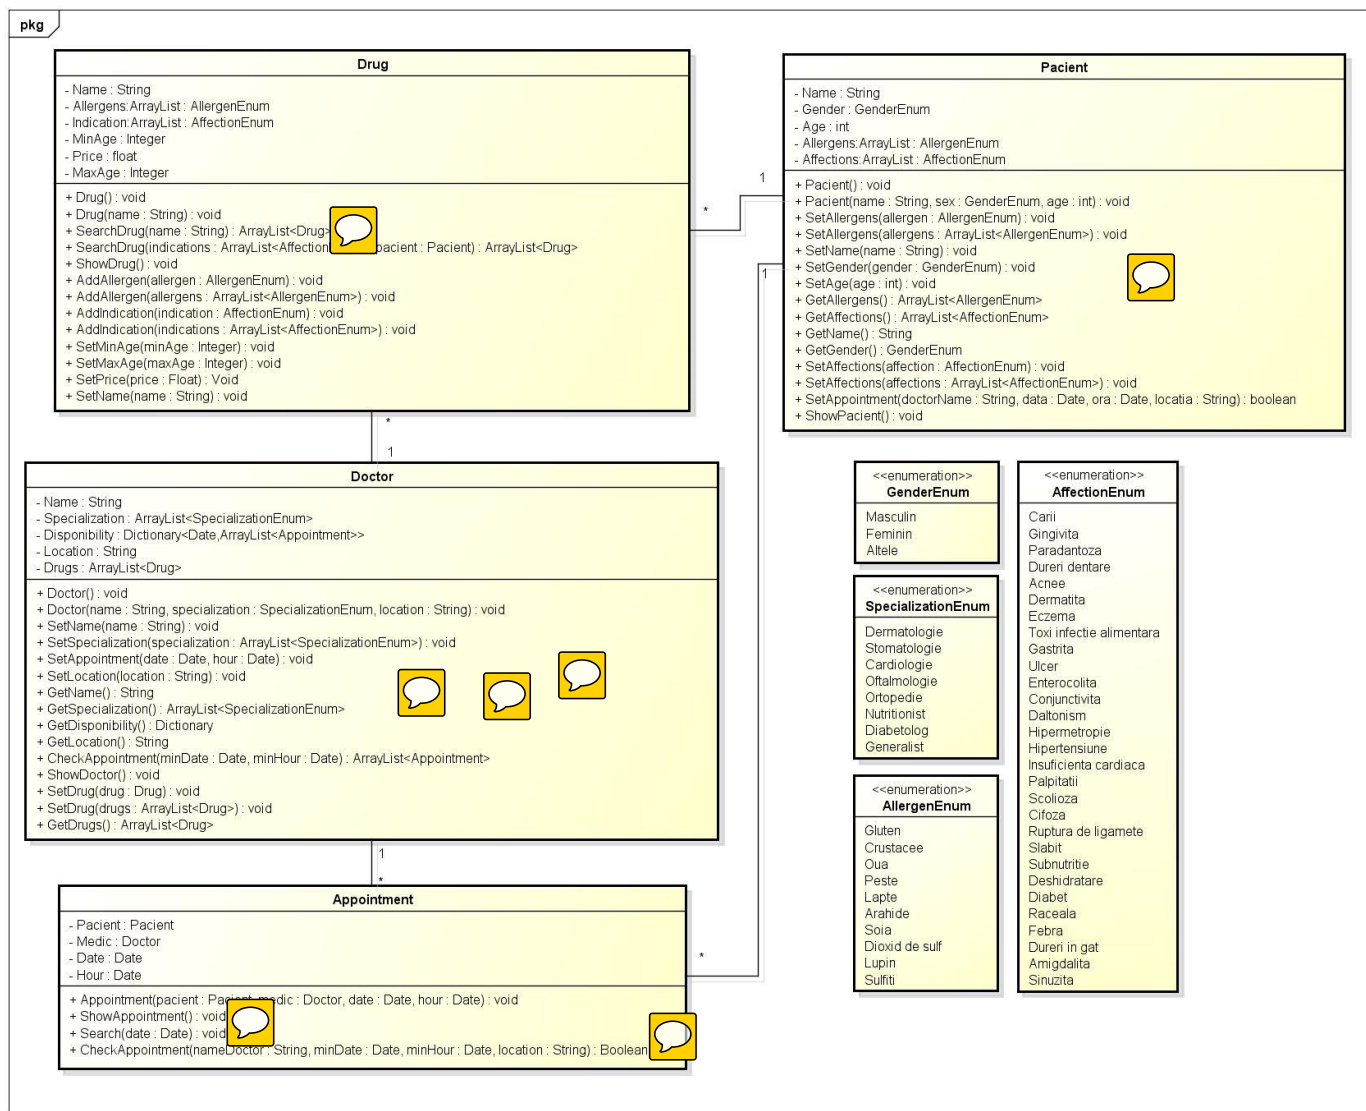 pkg
Drug
- Name : String
- Allergens:ArrayList : AllergenEnum
- Indication:ArrayList : AffectionEnum
- MinAge : Integer
- Price : float
- MaxAge : Integer
+ Drug() : void
+ Drug(name : String) : void
+ SearchDrug(name : String) : ArrayList<Drug>
+ SearchDrug(indications : ArrayList<Affection pacient : Pacient) : ArrayList<Drug>
+ ShowDrug() : void
+ AddAllergen(allergen : AllergenEnum) : void
+ AddAllergen(allergens : ArrayList<AllergenEnum>) : void
+ AddIndication(indication : AffectionEnum) : void
+ AddIndication(indications : ArrayList<AffectionEnum>) : void
+ SetMinAge(minAge : Integer) : void
+ SetMaxAge(maxAge : Integer) : void
+ SetPrice(price : Float) : Void
+ SetName(name : String) : void
Pacient
- Name : String
- Gender : GenderEnum
- Age : int
- Allergens:ArrayList : AllergenEnum
- Affections:ArrayList : AffectionEnum
+ Pacient() : void
+ Pacient(name : String, sex : GenderEnum, age : int) : void
+ SetAllergens(allergen : AllergenEnum) : void
+ SetAllergens(allergens : ArrayList<AllergenEnum>) : void
+ SetName(name : String) : void
+ SetGender(gender : GenderEnum) : void
+ SetAge(age : int) : void
+ GetAllergens() : ArrayList<AllergenEnum>
+ GetAffections() : ArrayList<AffectionEnum>
+ GetName() : String
+ GetGender() : GenderEnum
+ SetAffections(affection : AffectionEnum) : void
+ SetAffections(affections : ArrayList<AffectionEnum>) : void
+ SetAppointment(doctorName : String, data : Date, ora : Date, locatia : String) : boolean
+ ShowPacient() : void
1
*
1
*
1
Doctor
- Name : String
- Specialization : ArrayList<SpecializationEnum>
- Disponibility : Dictionary<Date,ArrayList<Appointment>>
- Location : String
- Drugs : ArrayList<Drug>
+ Doctor() : void
+ Doctor(name : String, specialization : SpecializationEnum, location : String) : void
+ SetName(name : String) : void
+ SetSpecialization(specialization : ArrayList<SpecializationEnum>) : void
+ SetAppointment(date : Date, hour : Date) : void
+ SetLocation(location : String) : void
+ GetName() : String
+ GetSpecialization() : ArrayList<SpecializationEnum>
+ GetDisponibility() : Dictionary
+ GetLocation() : String
+ CheckAppointment(minDate : Date, minHour : Date) : ArrayList<Appointment>
+ ShowDoctor() : void
+ SetDrug(drug : Drug) : void
+ SetDrug(drugs : ArrayList<Drug>) : void
+ GetDrugs() : ArrayList<Drug>
<<enumeration>>
GenderEnum
Masculin
Feminin
Altele
<<enumeration>>
SpecializationEnum
Dermatologie
Stomatologie
Cardiologie
Oftalmologie
Ortopedie
Nutritionist
Diabetolog
Generalist
<<enumeration>>
AllergenEnum
Gluten
Crustacee
Oua
Peste
Lapte
Arahide
Soia
Dioxid de sulf
Lupin
Sulfiti
<<enumeration>>
AffectionEnum
Carii
Gingivita
Paradantoza
Dureri dentare
Acnee
Dermatita
Eczema
Toxi infectie alimentara
Gastrita
Ulcer
Enterocolita
Conjunctivita
Daltonism
Hipermetropie
Hipertensiune
Insuficienta cardiaca
Palpitatii
Scolioza
Cifoza
Ruptura de ligamete
Slabit
Subnutritie
Deshidratare
Diabet
Raceala
Febra
Dureri in gat
Amigdalita
Sinuzita
1
*
*
Appointment
- Pacient : Pacient
- Medic : Doctor
- Date : Date
- Hour : Date
+ Appointment(pacient : Pacient, medic : Doctor, date : Date, hour : Date) : void
+ ShowAppointment() : void
+ Search(date : Date) : void
+ CheckAppointment(nameDoctor : String, minDate : Date, minHour : Date, location : String) : Boolean